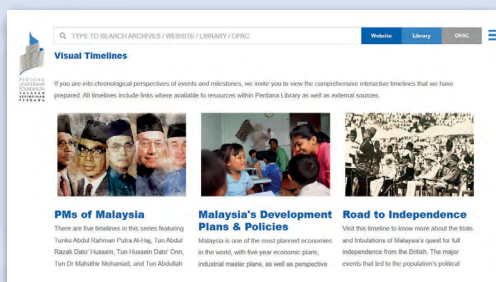 TYPE TO SEARCH ARCHIVES / WEBSITE / LIBRARY / OPAC
Website
Library
OPAC
PERDANA
LEADERSHIP
FOUNDATION
YAYASAN
KEPIMPINAN
PERDANA
Visual Timelines
If you are into chronological perspectives of events and milestones, we invite you to view the comprehensive interactive timelines that we have
prepared. All timelines include links where available to resources within Perdana Library as well as external sources.
PMs of Malaysia
There are five timelines in this series featuring
Tunku Abdul Rahman Putra Al-Haj, Tun Abdul
Razak Dato' Hussein, Tun Hussein Dato' Onn,
Tun Dr Mahathir Mohamad, and Tun Abdullah
Malaysia's Development
Plans & Policies
Malaysia is one of the most planned economies
in the world, with five-year economic plans,
industrial master plans, as well as perspective
Road to Independence
Visit this timeline to know more about the trials
and tribulations of Malaysia's quest for full
independence from the British. The major
events that led to the population's political